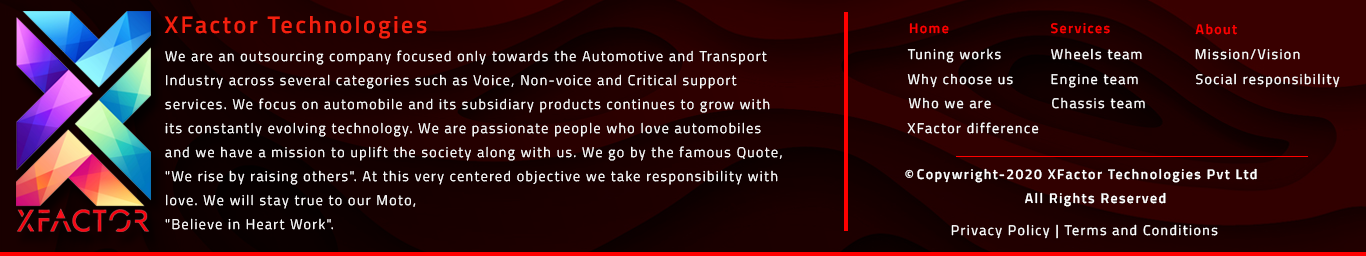 XFACTOR
XFactor Technologies
We are an outsourcing company focused only towards the Automotive and Transport
Industry across several categories such as Voice, Non-voice and Critical support
services. We focus on automobile and its subsidiary products continues to grow with
its constantly evolving technology. We are passionate people who love automobiles
and we have a mission to uplift the society along with us. We go by the famous Quote,
"We rise by raising others". At this very centered objective we take responsibility with
love. We will stay true to our Moto,
"Believe in Heart Work".
Home
Tuning works
Why choose us
Who we are
XFactor difference
Services
Wheels team
Engine team
Chassis team
About
Mission/Vision
Social responsibility
©Copywright-2020 XFactor Technologies Pvt Ltd
All Rights Reserved
Privacy Policy | Terms and Conditions